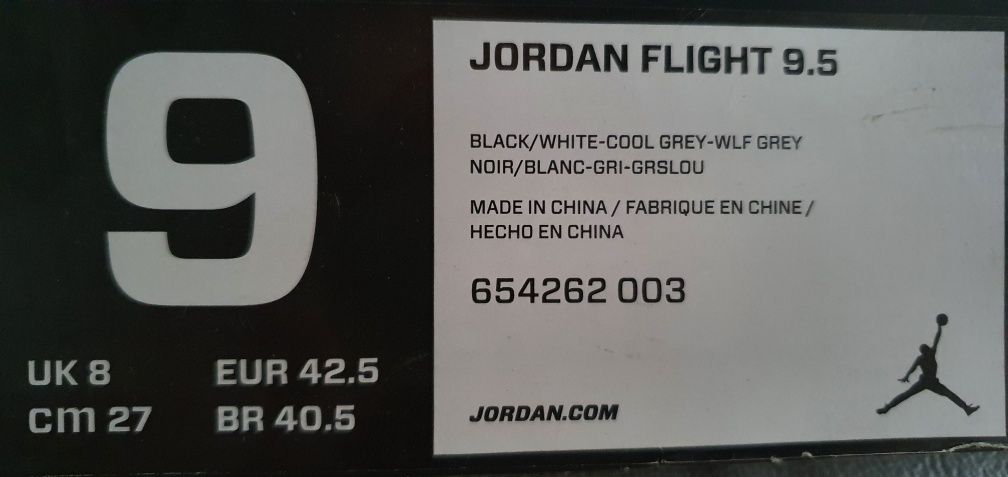 9
UK 8 EUR 42.5
cm 27 BR 40.5
JORDAN FLIGHT 9.5
BLACK/WHITE-COOL GREY-WLF GREY
NOIR/BLANC-GRI-GRSLOU
MADE IN CHINA / FABRIQUE EN CHINE /
HECHO EN CHINA
654262 003
JORDAN.COM